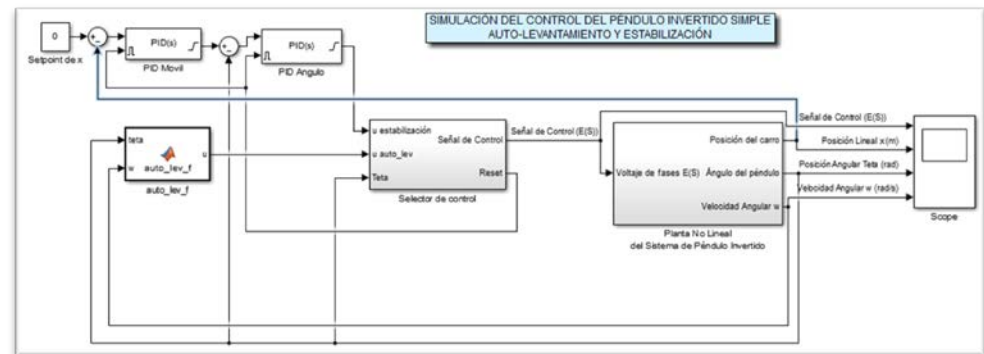 SIMULACIÓN DEL CONTROL DEL PÉNDULO INVERTIDO SIMPLE
AUTO-LEVANTAMIENTO Y ESTABILIZACIÓN
0
Setpoint de x
PID(s)
PID Movil
PID(s)
PID Angulo
teta
w
u
auto_lev_f
auto_lev_f
u estabilización
u auto_lev
Teta
Señal de Control
Reset
Selector de control
Señal de Control (E(S))
Voltaje de fases E(S)
Posición del carro
Ángulo del péndulo
Velocidad Angular w
Planta No Lineal
del Sistema de Péndulo Invertido
Señal de Control (E(S))
Posición Lineal x(m)
Posición Angular Teta (rad)
Velocidad Angular w (rad/s)
Scope